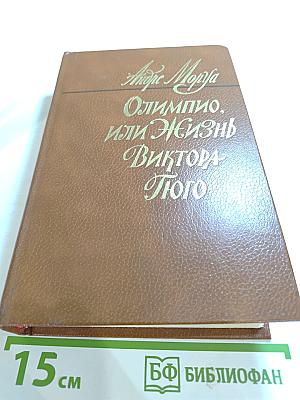 Андре Моруа
Олимпио,
или Жизнь
Виктора
Гюго
15 см
БФ БИБЛИОФАН